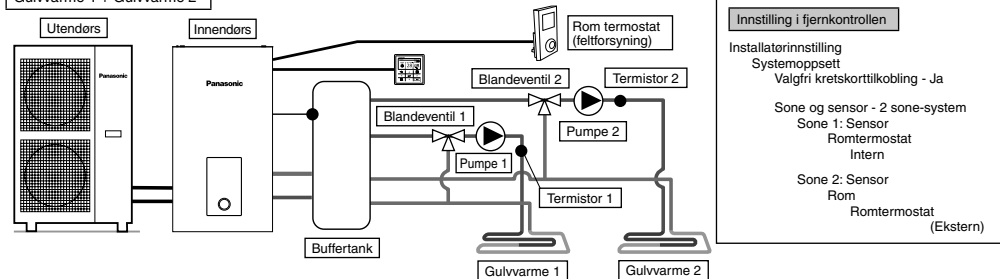 Gulvvarme 1 + Gulvvarme 2
Utendørs
Innendørs
Panasonic
Panasonic
Rom termostat
(feltforsyning)
Blandeventil 2
Termistor 2
Blandeventil 1
Pumpe 2
Pumpe 1
Termistor 1
Buffertank
Gulvvarme 1
Gulvvarme 2
Innstilling i fjernkontrollen
Installatørinnstilling
Systemoppsett
Valgfri kretskorttilkobling - Ja
Sone og sensor - 2 sone-system
Sone 1: Sensor
Romtermostat
Intern
Sone 2: Sensor
Rom
Romtermostat
(Ekstern)